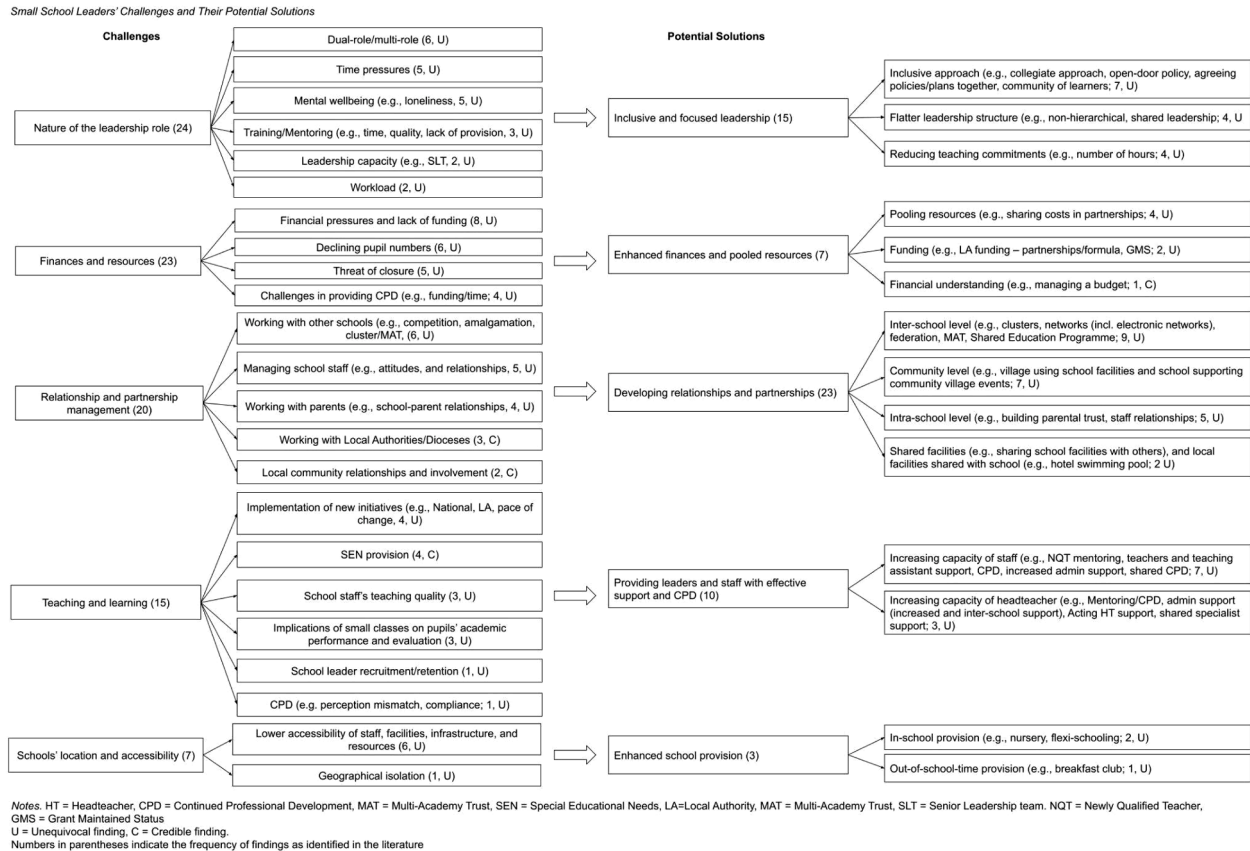 Small School Leaders' Challenges and Their Potential Solutions
Challenges
Potential Solutions
Nature of the leadership role (24)
Dual-role/multi-role (6, U)
Time pressures (5, U)
Mental wellbeing (e.g., loneliness, 5, U)
Training/Mentoring (e.g., time, quality, lack of provision, 3, U)
Leadership capacity (e.g., SLT, 2, U)
Workload (2, U)
Inclusive and focused leadership (15)
Inclusive approach (e.g., collegiate approach, open-door policy, agreeing
policies/plans together, community of learners; 7, U)
Flatter leadership structure (e.g., non-hierarchical, shared leadership; 4, U
Reducing teaching commitments (e.g., number of hours; 4, U)
Finances and resources (23)
Financial pressures and lack of funding (8, U)
Declining pupil numbers (6, U)
Threat of closure (5, U)
Challenges in providing CPD (e.g., funding/time; 4, U)
Enhanced finances and pooled resources (7)
Pooling resources (e.g., sharing costs in partnerships; 4, U)
Funding (e.g., LA funding – partnerships/formula, GMS; 2, U)
Financial understanding (e.g., managing a budget; 1, C)
Relationship and partnership
management (20)
Working with other schools (e.g., competition, amalgamation,
cluster/MAT, (6, U)
Managing school staff (e.g., attitudes, and relationships, 5, U)
Working with parents (e.g., school-parent relationships, 4, U)
Working with Local Authorities/Dioceses (3, C)
Local community relationships and involvement (2, C)
Developing relationships and partnerships (23)
Inter-school level (e.g., clusters, networks (incl. electronic networks),
federation, MAT, Shared Education Programme; 9, U)
Community level (e.g., village using school facilities and school supporting
community village events; 7, U)
Intra-school level (e.g., building parental trust, staff relationships; 5, U)
Shared facilities (e.g., sharing school facilities with others), and local
facilities shared with school (e.g., hotel swimming pool; 2 U)
Teaching and learning (15)
Implementation of new initiatives (e.g., National, LA, pace of
change, 4, U)
SEN provision (4, C)
School staff's teaching quality (3, U)
Implications of small classes on pupils' academic
performance and evaluation (3, U)
School leader recruitment/retention (1, U)
CPD (e.g. perception mismatch, compliance; 1, U)
Providing leaders and staff with effective
support and CPD (10)
Increasing capacity of staff (e.g., NQT mentoring, teachers and teaching
assistant support, CPD, increased admin support, shared CPD; 7, U)
Increasing capacity of headteacher (e.g., Mentoring/CPD, admin support
(increased and inter-school support), Acting HT support, shared specialist
support; 3, U)
Schools' location and accessibility (7)
Lower accessibility of staff, facilities, infrastructure, and
resources (6, U)
Geographical isolation (1, U)
Enhanced school provision (3)
In-school provision (e.g., nursery, flexi-schooling; 2, U)
Out-of-school-time provision (e.g., breakfast club; 1, U)
Notes. HT = Headteacher, CPD = Continued Professional Development, MAT = Multi-Academy Trust, SEN = Special Educational Needs, LA=Local Authority, MAT = Multi-Academy Trust, SLT = Senior Leadership team. NQT = Newly Qualified Teacher,
GMS = Grant Maintained Status
U = Unequivocal finding, C = Credible finding.
Numbers in parentheses indicate the frequency of findings as identified in the literature